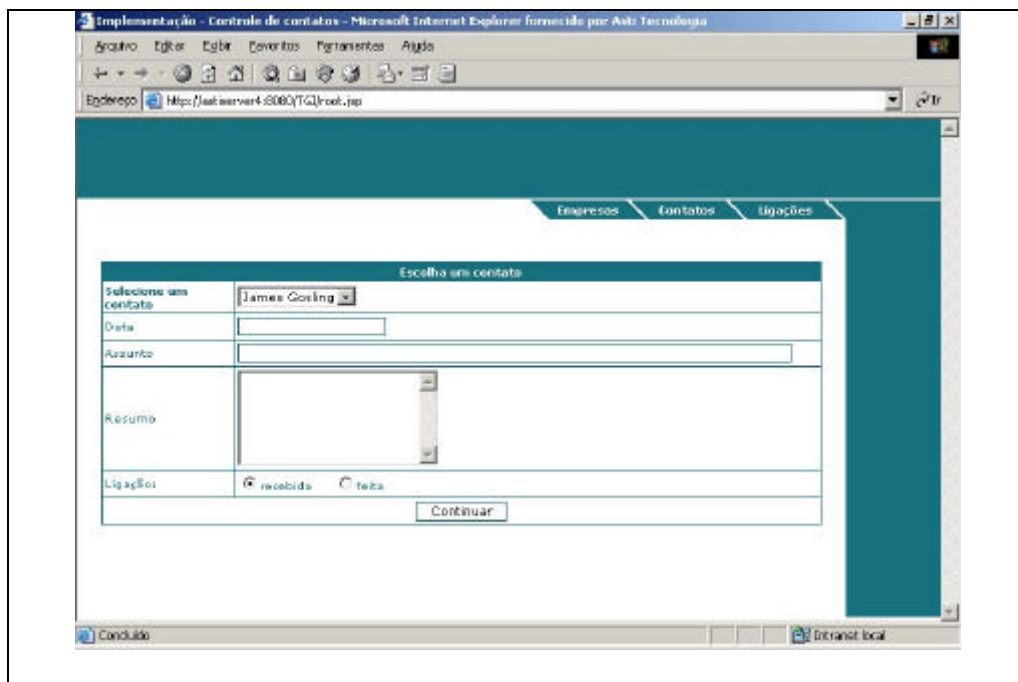 Implementação - Controle de contatos - Microsoft Internet Explorer fornecido por Tecnologia
Arquivo Editar Exibir Favoritos Ferramentas Ajuda
Endereço
Ir
Empresas Contatos Ligações
Escolha um contato
Selecione um contato
James Gosling
Data
Assunto
Resumo
Ligações
recebida feita
Continuar
Concluído
Intranet local